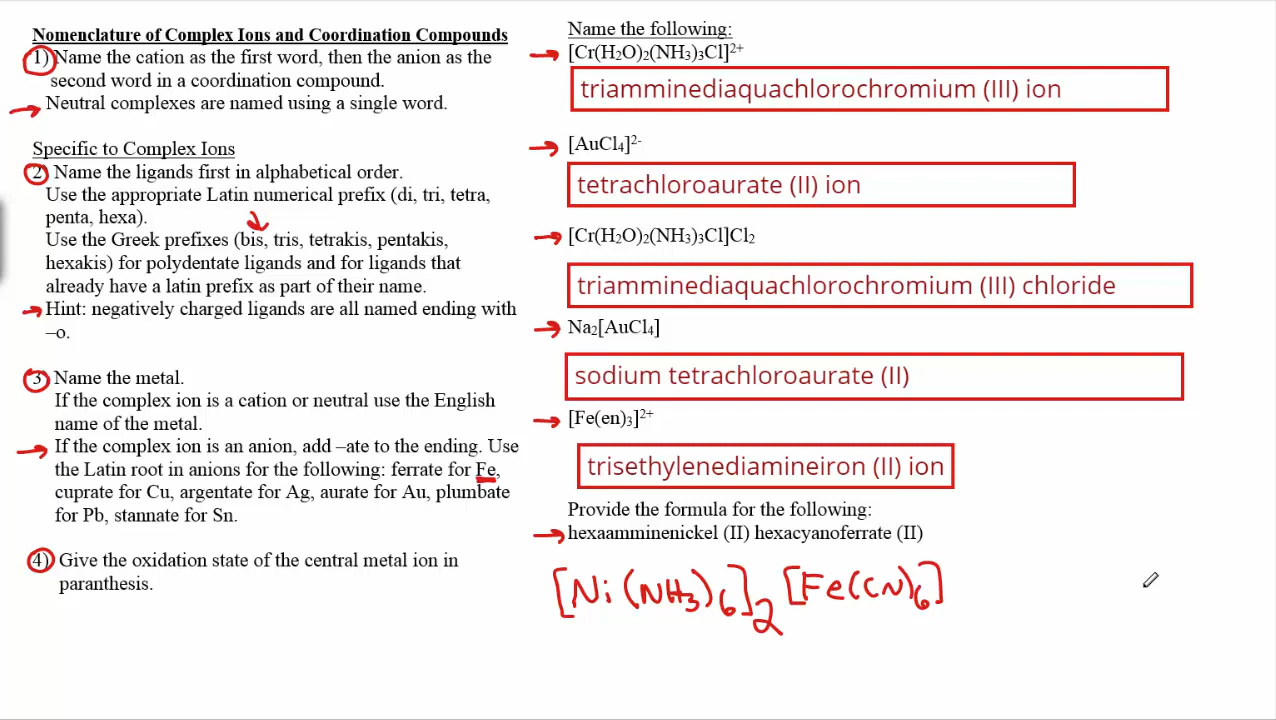 Nomenclature of Complex Ions and Coordination Compounds
1) Name the cation as the first word, then the anion as the
second word in a coordination compound.
Neutral complexes are named using a single word.
Specific to Complex Ions
2) Name the ligands first in alphabetical order.
Use the appropriate Latin numerical prefix (di, tri, tetra,
penta, hexa).
Use the Greek prefixes (bis, tris, tetrakis, pentakis,
hexakis) for polydentate ligands and for ligands that
already have a latin prefix as part of their name.
Hint: negatively charged ligands are all named ending with
–o.
3) Name the metal.
If the complex ion is a cation or neutral use the English
name of the metal.
If the complex ion is an anion, add –ate to the ending. Use
the Latin root in anions for the following: ferrate for Fe,
cuprate for Cu, argentate for Ag, aurate for Au, plumbate
for Pb, stannate for Sn.
4) Give the oxidation state of the central metal ion in
paranthesis.
Name the following:
[Cr(H₂O)₂(NH₃)₃Cl]²⁺
triamminediaquachlorochromium (III) ion
[AuCl₄]²⁻
tetrachloroaurate (II) ion
[Cr(H₂O)₂(NH₃)₃Cl]Cl₂
triamminediaquachlorochromium (III) chloride
Na₂[AuCl₄]
sodium tetrachloroaurate (II)
[Fe(en)₃]²⁺
trisethylenediamineiron (II) ion
Provide the formula for the following:
hexaamminenickel (II) hexacyanoferrate (II)
[Ni(NH₃)₆]₂[Fe(CN)₆]